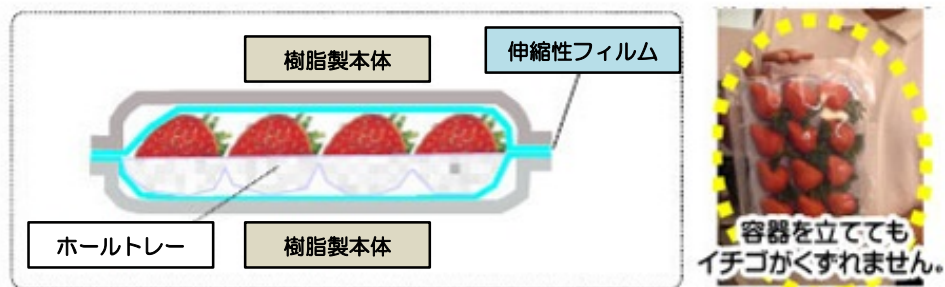 樹脂製本体
伸縮性フィルム
ホールトレー
樹脂製本体
容器を立てても
イチゴがくずれません。